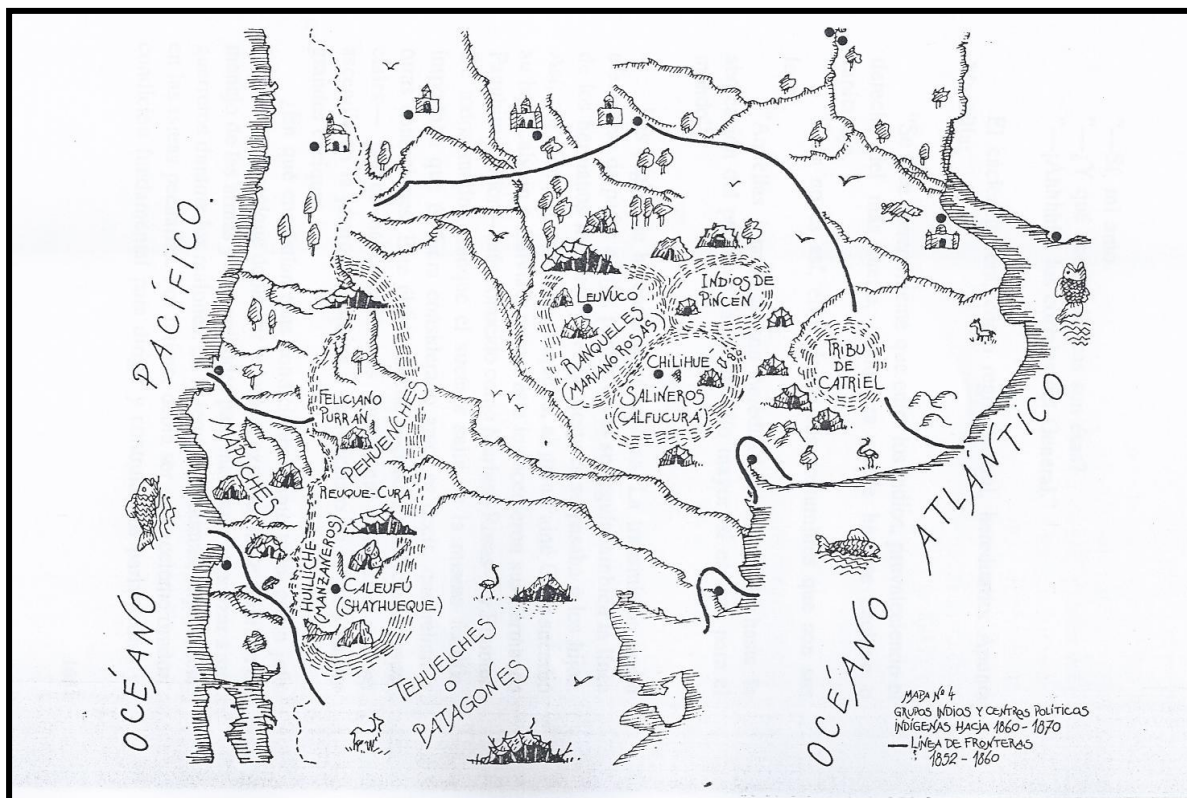 OCÉANO PACÍFICO
LEUVUCÓ
RANQUELES
(MARIANO ROSAS)
INDIOS DE
PINCÉN
CHILIHUÉ
SALINEROS
(CALFUCURÁ)
TRIBU
DE
CATRIEL
FELICIANO
PURRÁN
PEHUENCHES
MAPUCHES
REUQUE-CURA
HUILLICHE
(MANZANEROS)
CALEUFÚ
(SHAYHUEQUE)
TEHUELCHES
O
PATAGONES
OCÉANO ATLÁNTICO
MAPA Nº 4
GRUPOS INDIOS Y CENTROS POLÍTICOS
INDÍGENAS HACIA 1860-1870
LÍNEA DE FRONTERAS
1852-1860